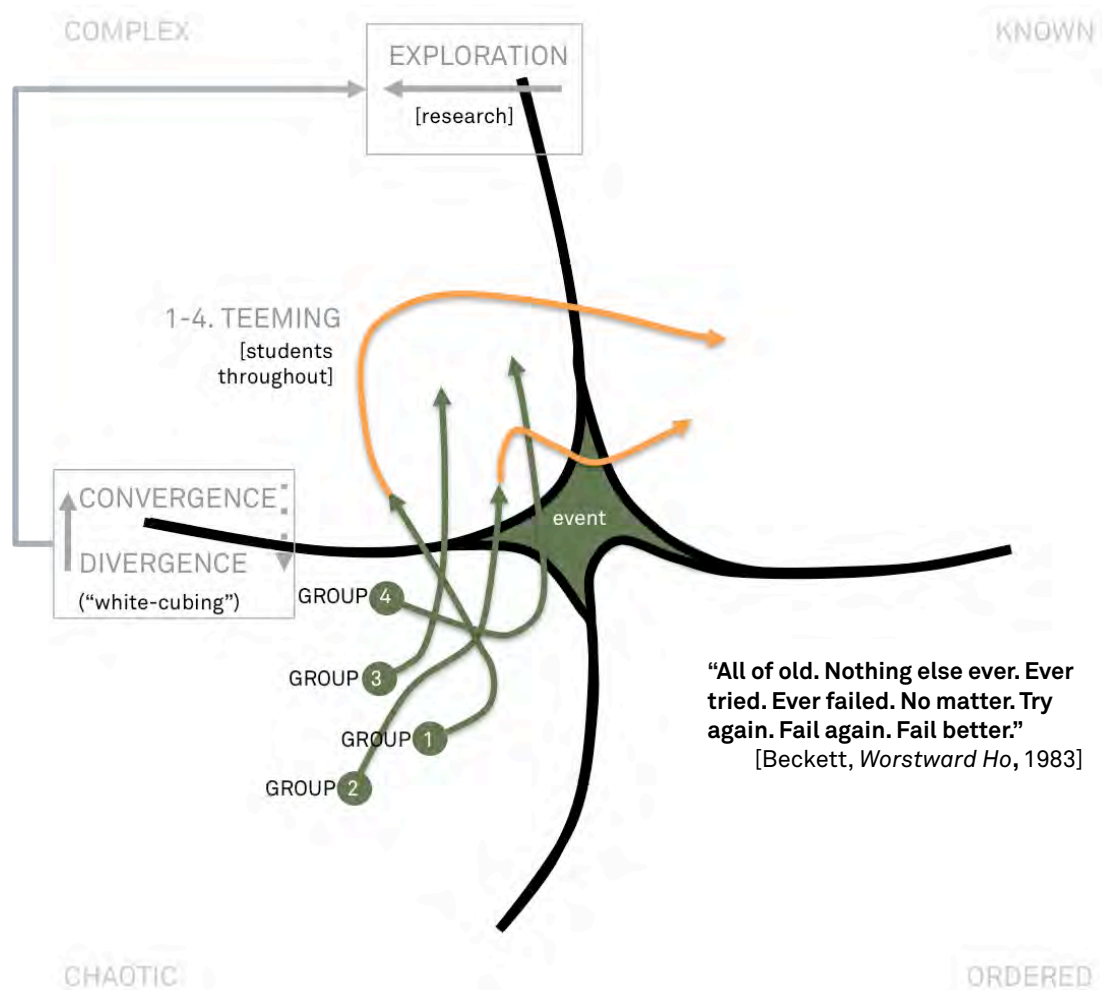 COMPLEX
KNOWN
EXPLORATION
[research]
1-4. TEEMING
[students
throughout]
CONVERGENCE
DIVERGENCE
(“white-cubing”)
event
GROUP 4
GROUP 3
GROUP 1
GROUP 2
“All of old. Nothing else ever. Ever
tried. Ever failed. No matter. Try
again. Fail again. Fail better.”
[Beckett, Worstward Ho, 1983]
CHAOTIC
ORDERED